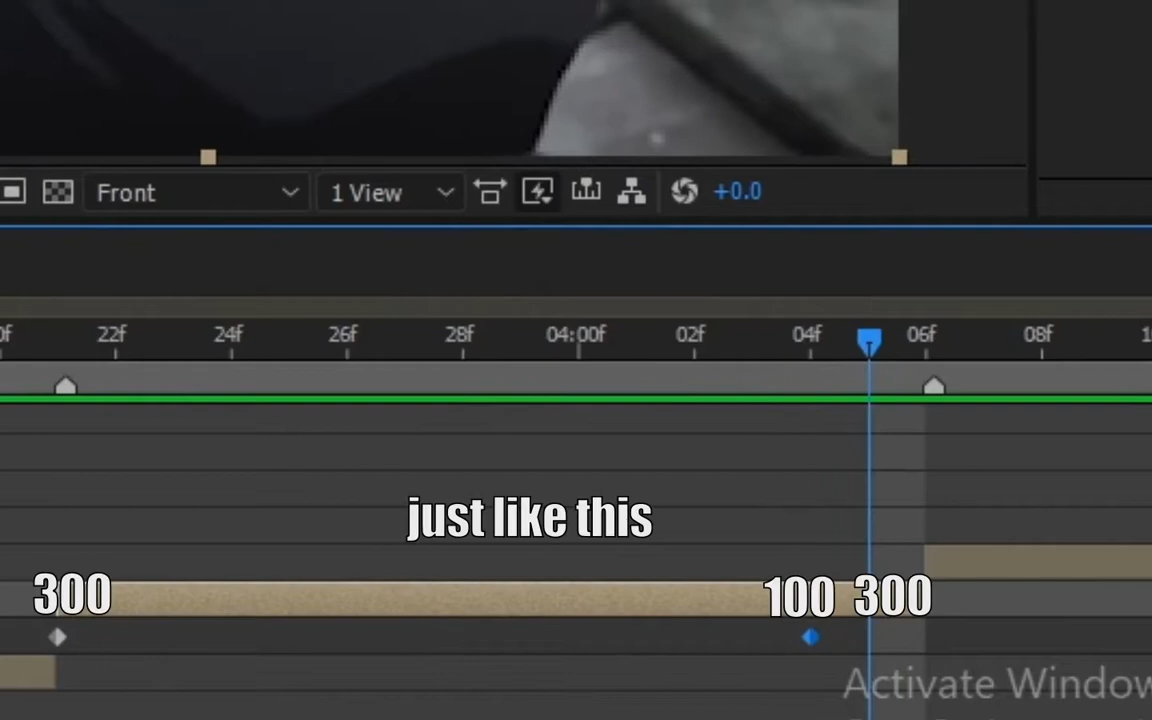 Front
1 View
+0.0
0f 22f 24f 26f 28f 04:00f 02f 04f 06f 08f
just like this
300 100 300
Activate Window